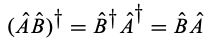 (ÂB̂)† = B̂†Â† = B̂Â